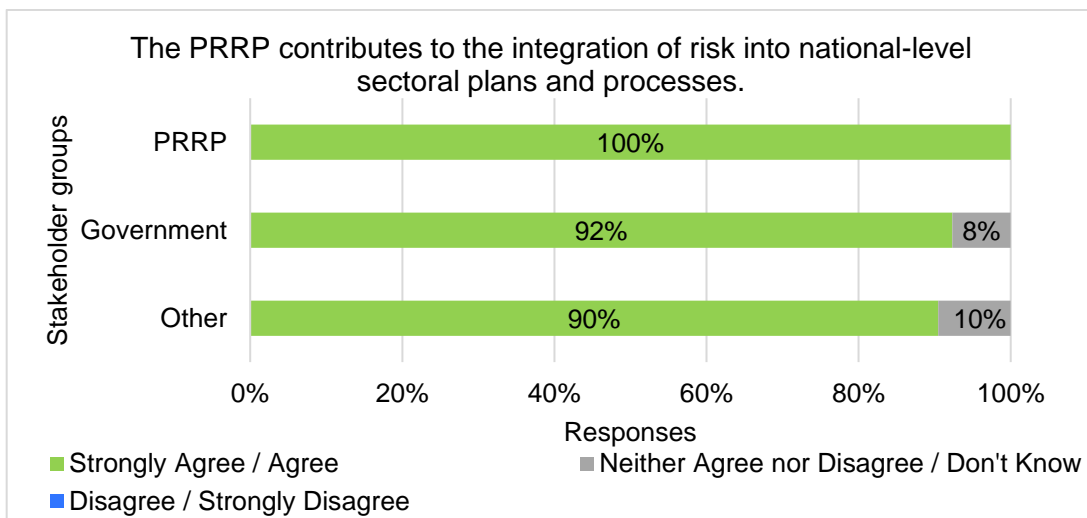 The PRRP contributes to the integration of risk into national-level
sectoral plans and processes.
Stakeholder groups
PRRP
100%
Government
92%
8%
Other
90%
10%
0%
20%
40%
60%
80%
100%
Responses
Strongly Agree / Agree
Neither Agree nor Disagree / Don't Know
Disagree / Strongly Disagree